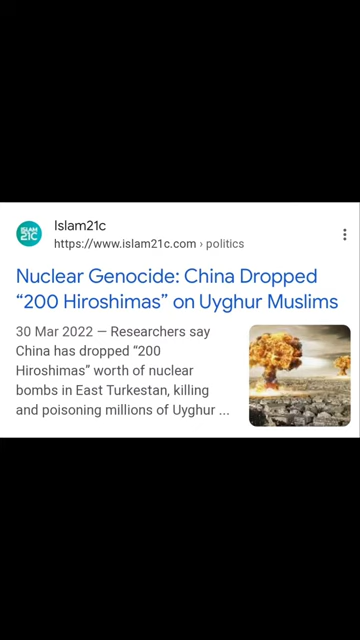 ISLAM
21C
Islam21c
https://www.islam21c.com › politics
Nuclear Genocide: China Dropped
“200 Hiroshimas” on Uyghur Muslims
30 Mar 2022 — Researchers say
China has dropped “200
Hiroshimas” worth of nuclear
bombs in East Turkestan, killing
and poisoning millions of Uyghur ...